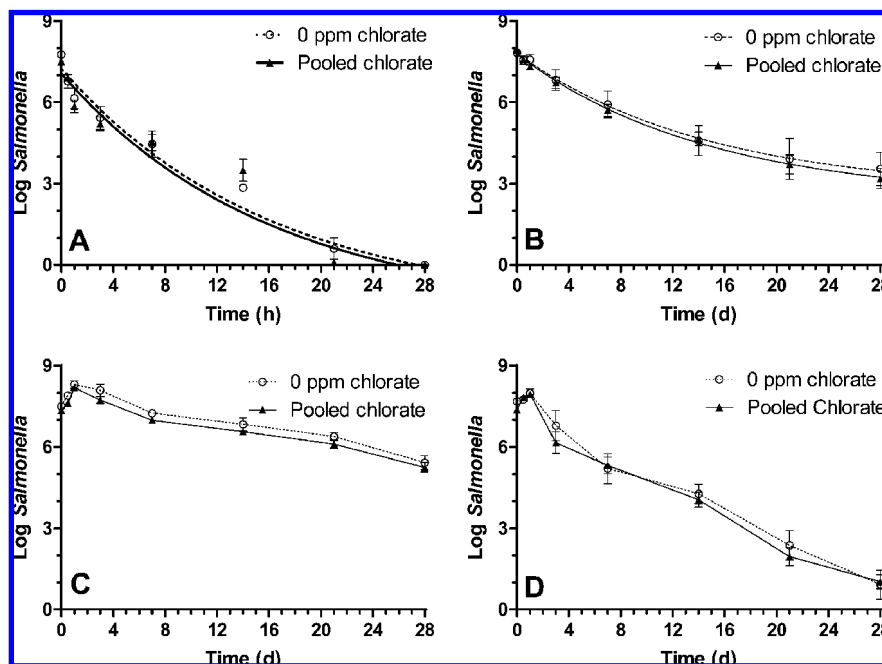 9
6
3
0
Log Salmonella
0 ppm chlorate
Pooled chlorate
A
0 4 8 12 16 20 24 28
Time (h)
9
6
3
0
Log Salmonella
0 ppm chlorate
Pooled chlorate
B
0 4 8 12 16 20 24 28
Time (d)
9
6
3
0
Log Salmonella
0 ppm chlorate
Pooled chlorate
C
0 4 8 12 16 20 24 28
Time (d)
9
6
3
0
Log Salmonella
0 ppm chlorate
Pooled Chlorate
D
0 4 8 12 16 20 24 28
Time (d)